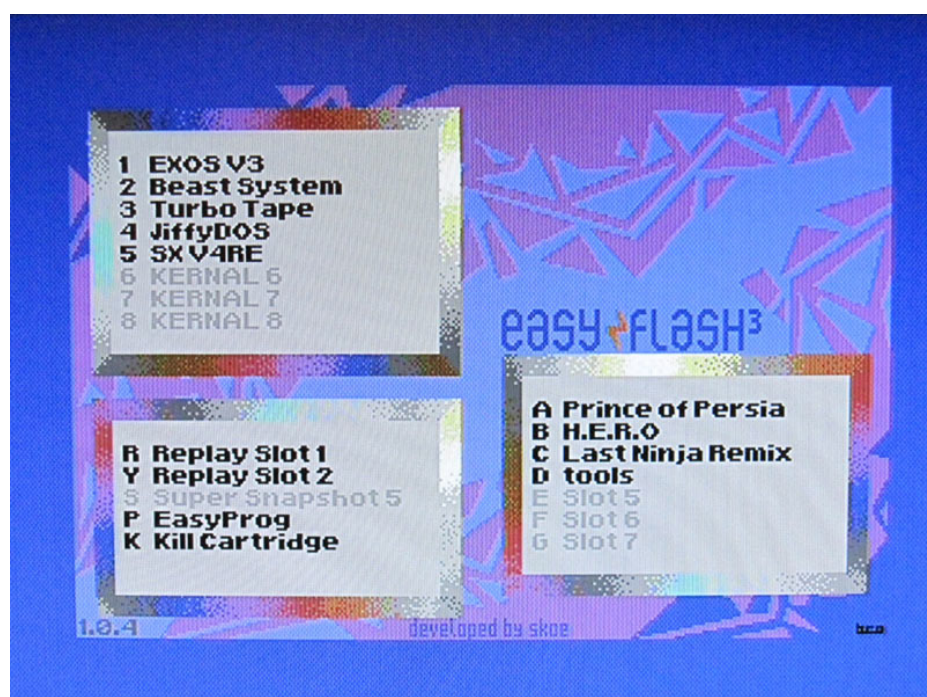 1 EXOS V3
2 Beast System
3 Turbo Tape
4 JiffyDOS
5 SX V4RE
6 KERNAL 6
7 KERNAL 7
8 KERNAL 8
easy flash³
R Replay Slot 1
Y Replay Slot 2
S Super Snapshot 5
P EasyProg
K Kill Cartridge
A Prince of Persia
B H.E.R.O
C Last Ninja Remix
D tools
E Slot 5
F Slot 6
G Slot 7
1.0.4
developed by skoe